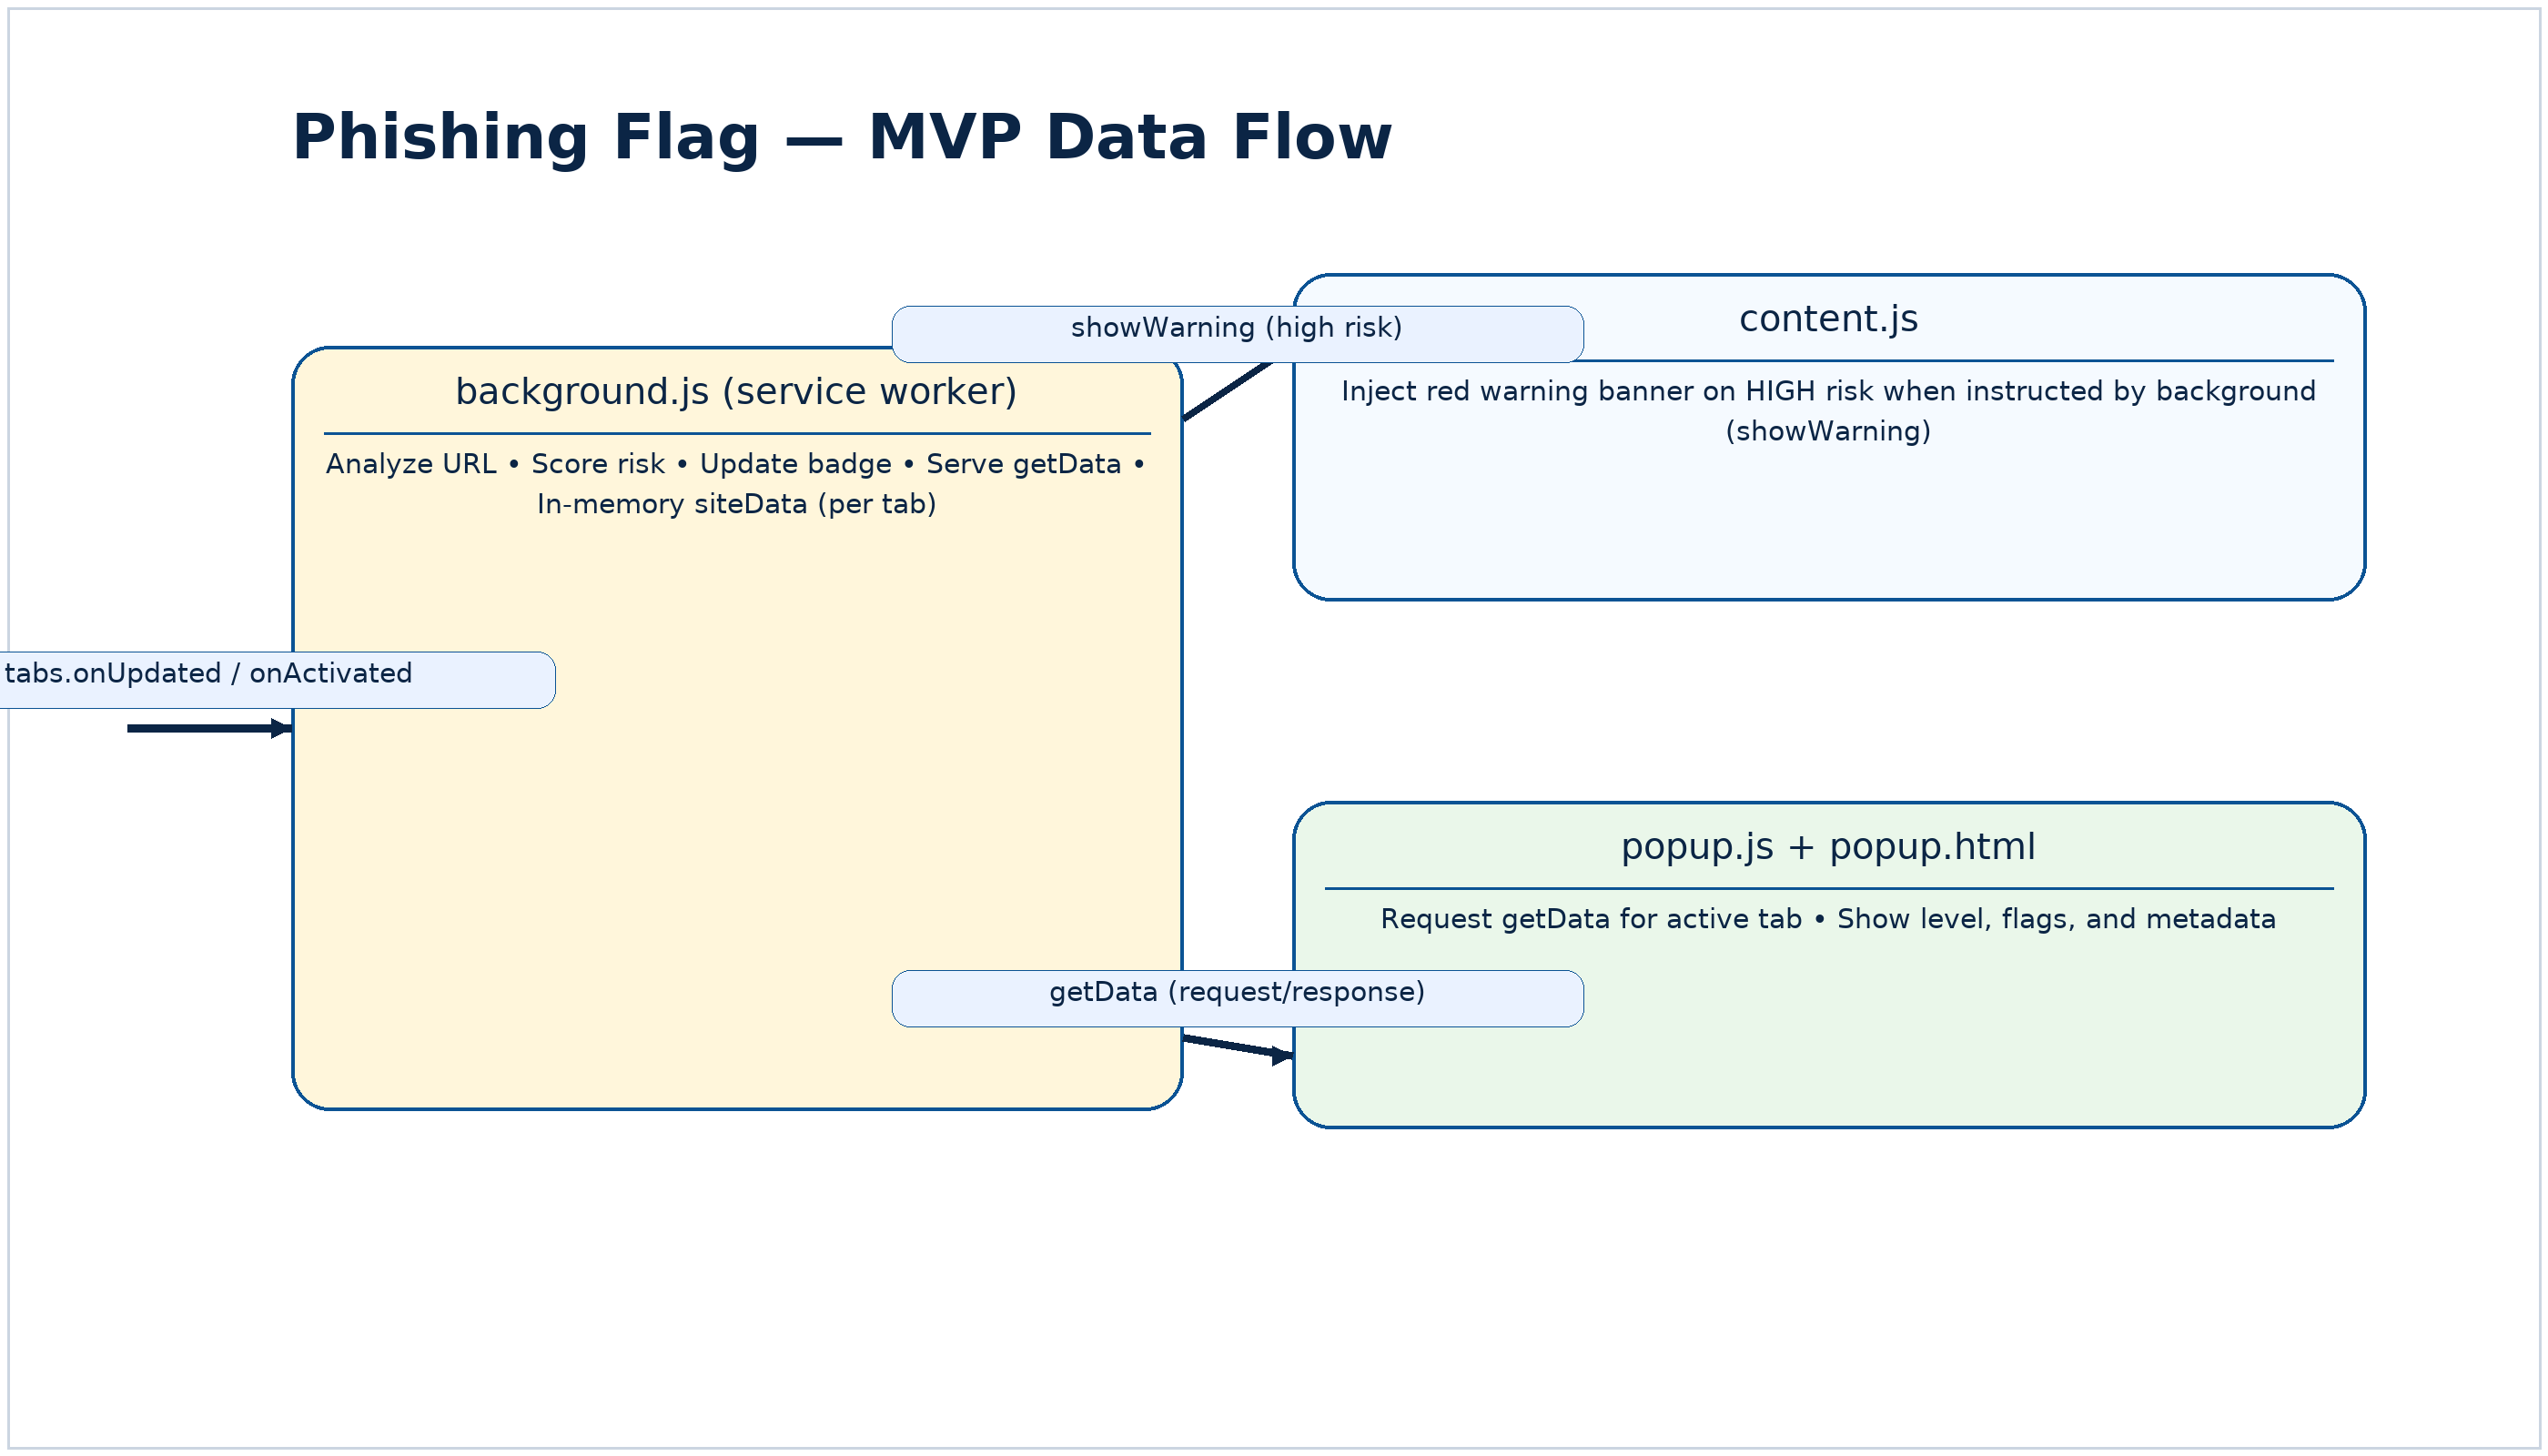 Phishing Flag — MVP Data Flow
showWarning (high risk)
content.js
Inject red warning banner on HIGH risk when instructed by background
(showWarning)
background.js (service worker)
Analyze URL • Score risk • Update badge • Serve getData •
In-memory siteData (per tab)
tabs.onUpdated / onActivated
popup.js + popup.html
Request getData for active tab • Show level, flags, and metadata
getData (request/response)